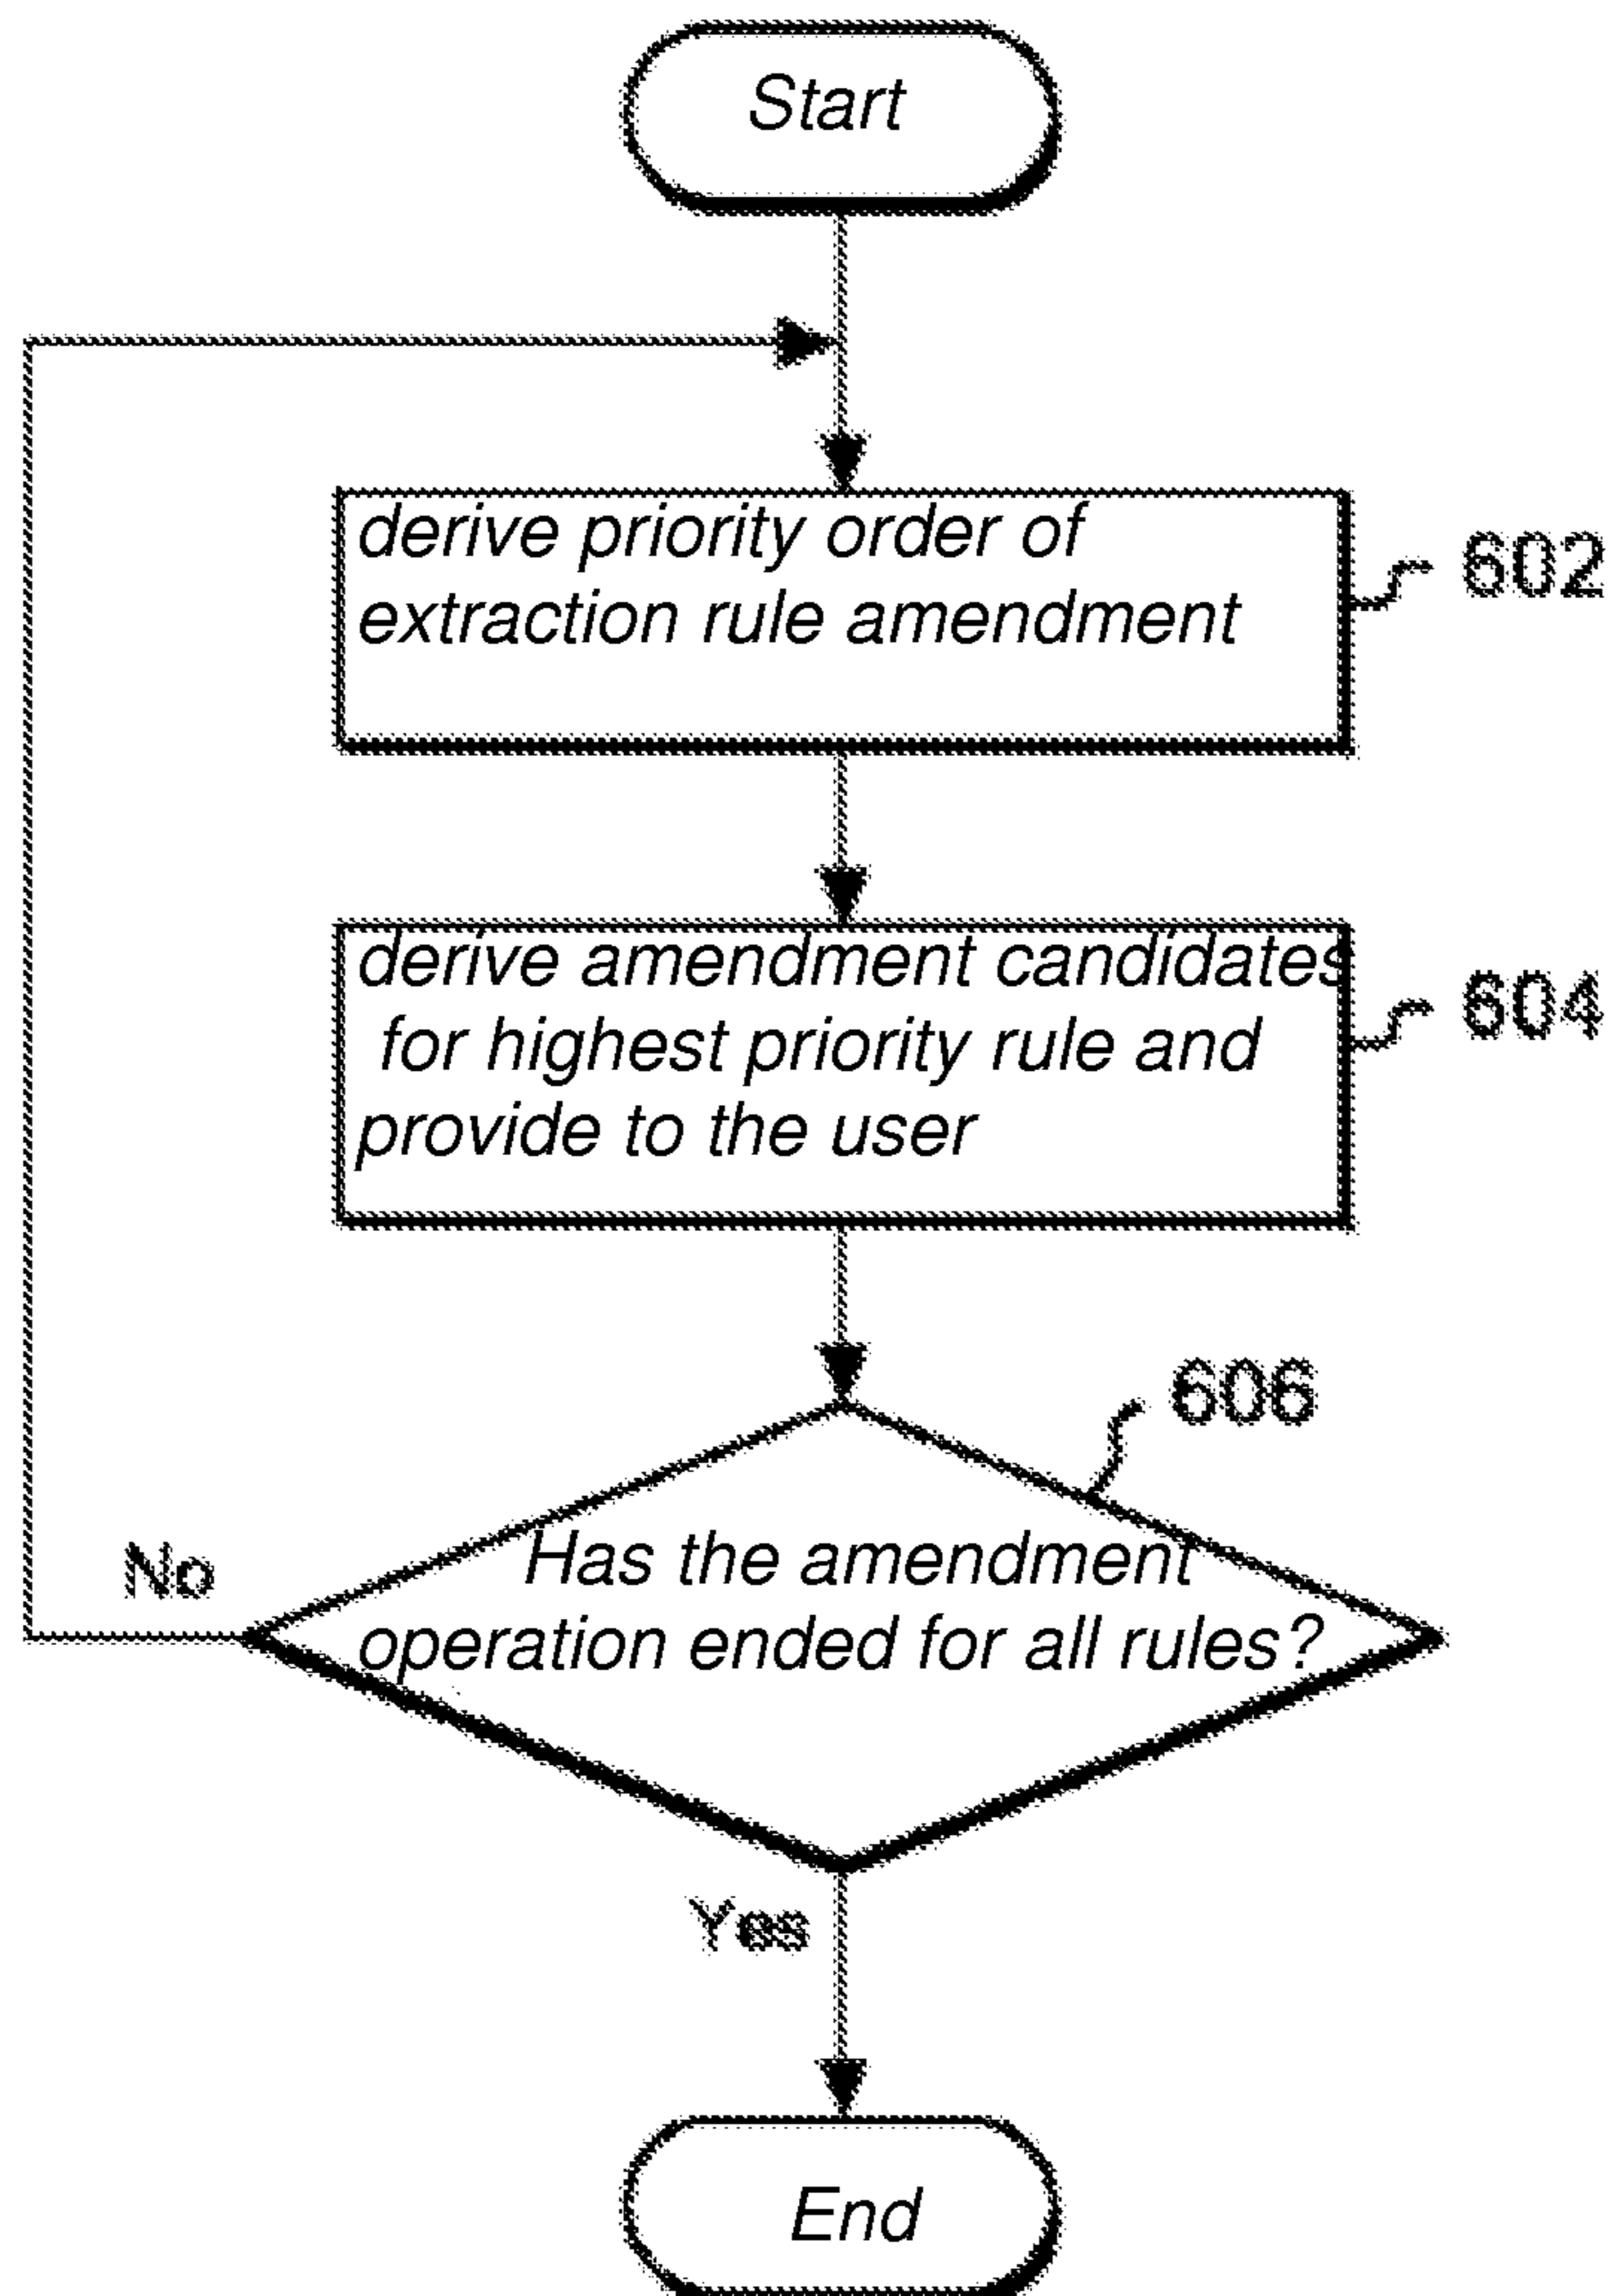 Start
derive priority order of
extraction rule amendment
602
derive amendment candidates
for highest priority rule and
provide to the user
604
606
Has the amendment
operation ended for all rules?
No
Yes
End